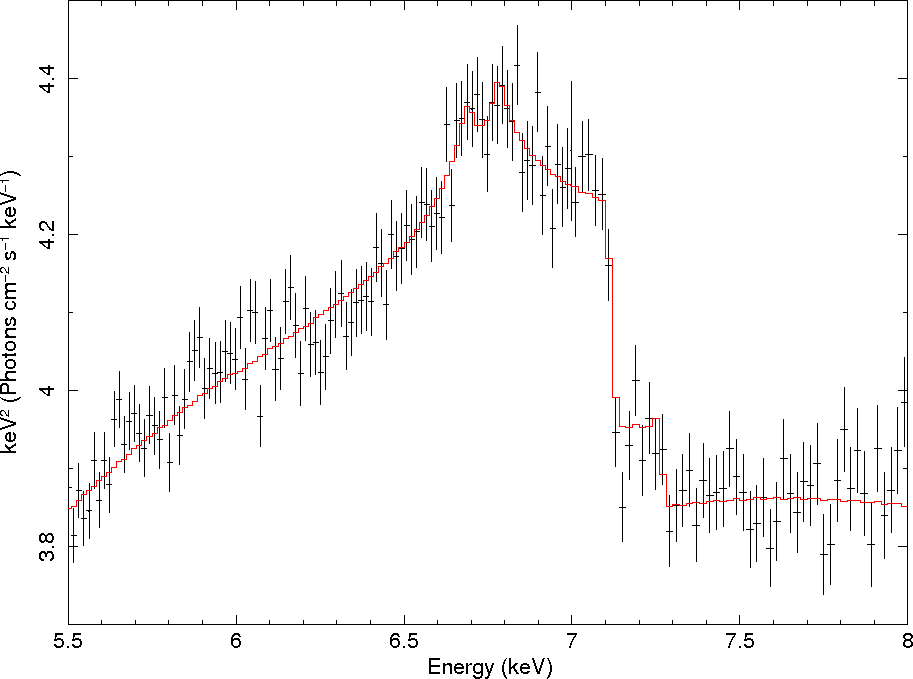 keV² (Photons cm⁻² s⁻¹ keV⁻¹)
4.4
4.2
4
3.8
5.5 6 6.5 7 7.5 8
Energy (keV)